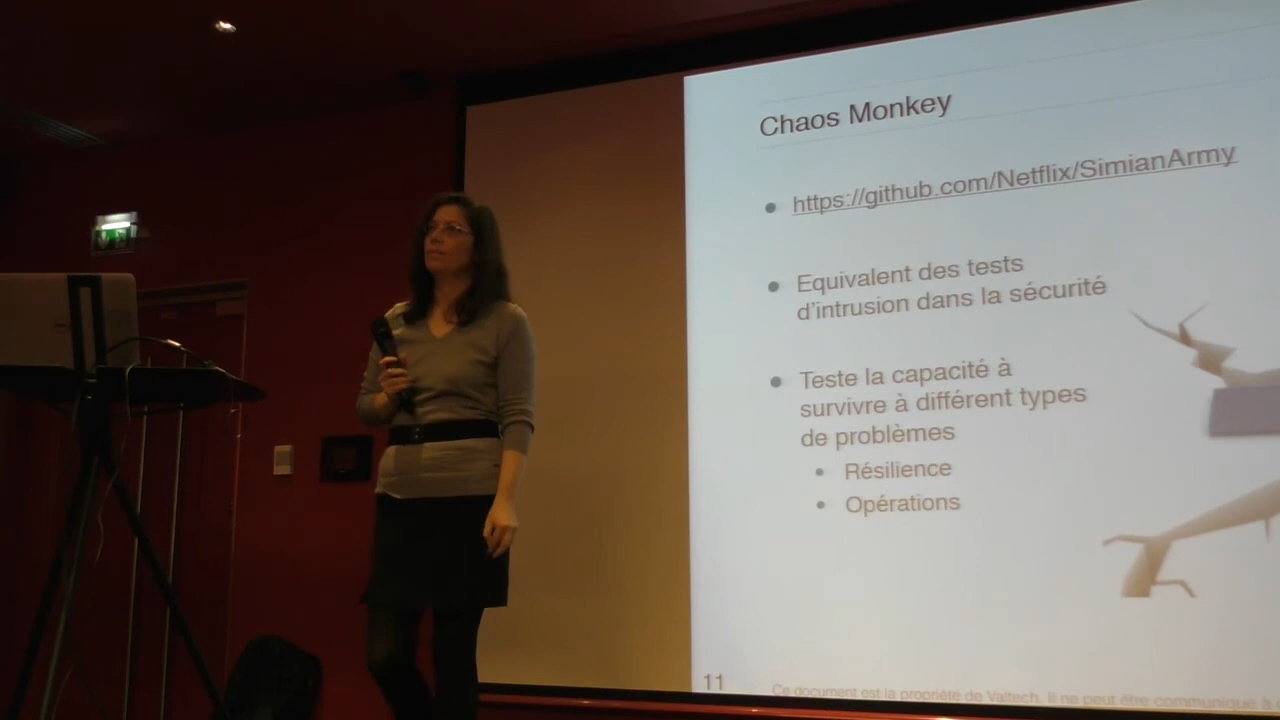 Chaos Monkey
https://github.com/Netflix/SimianArmy
Equivalent des tests
d'intrusion dans la sécurité
Teste la capacité à
survivre à différent types
de problèmes
Résilience
Opérations
11
Ce document est la propriété de Valtech. Il ne peut être communiqué à